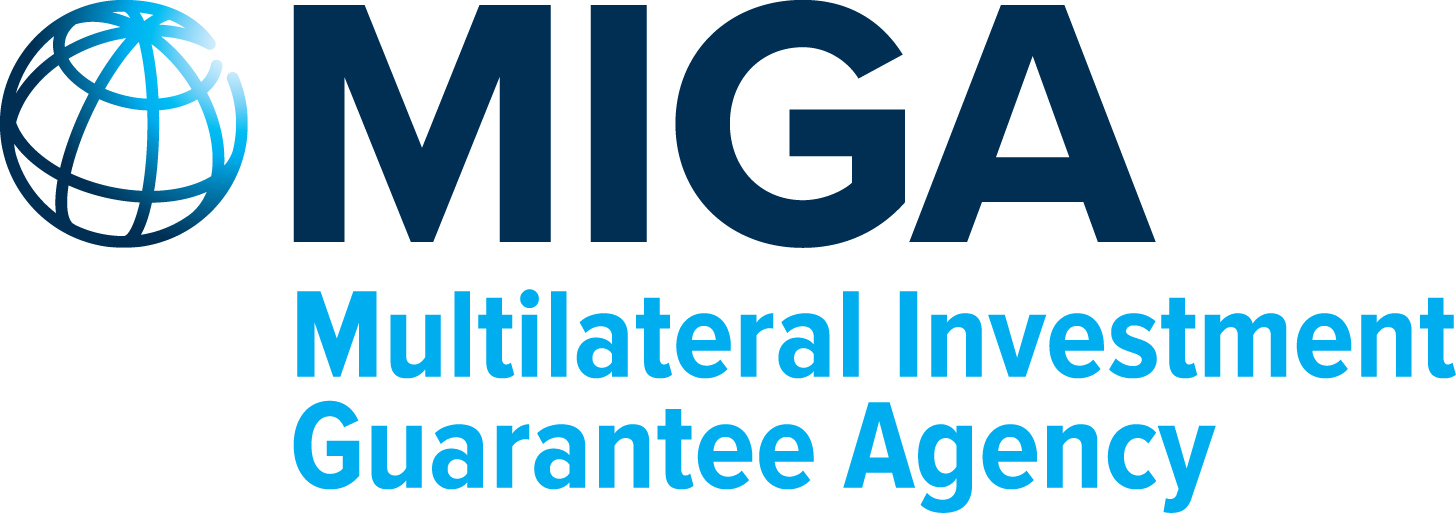 MIGA
Multilateral Investment
Guarantee Agency